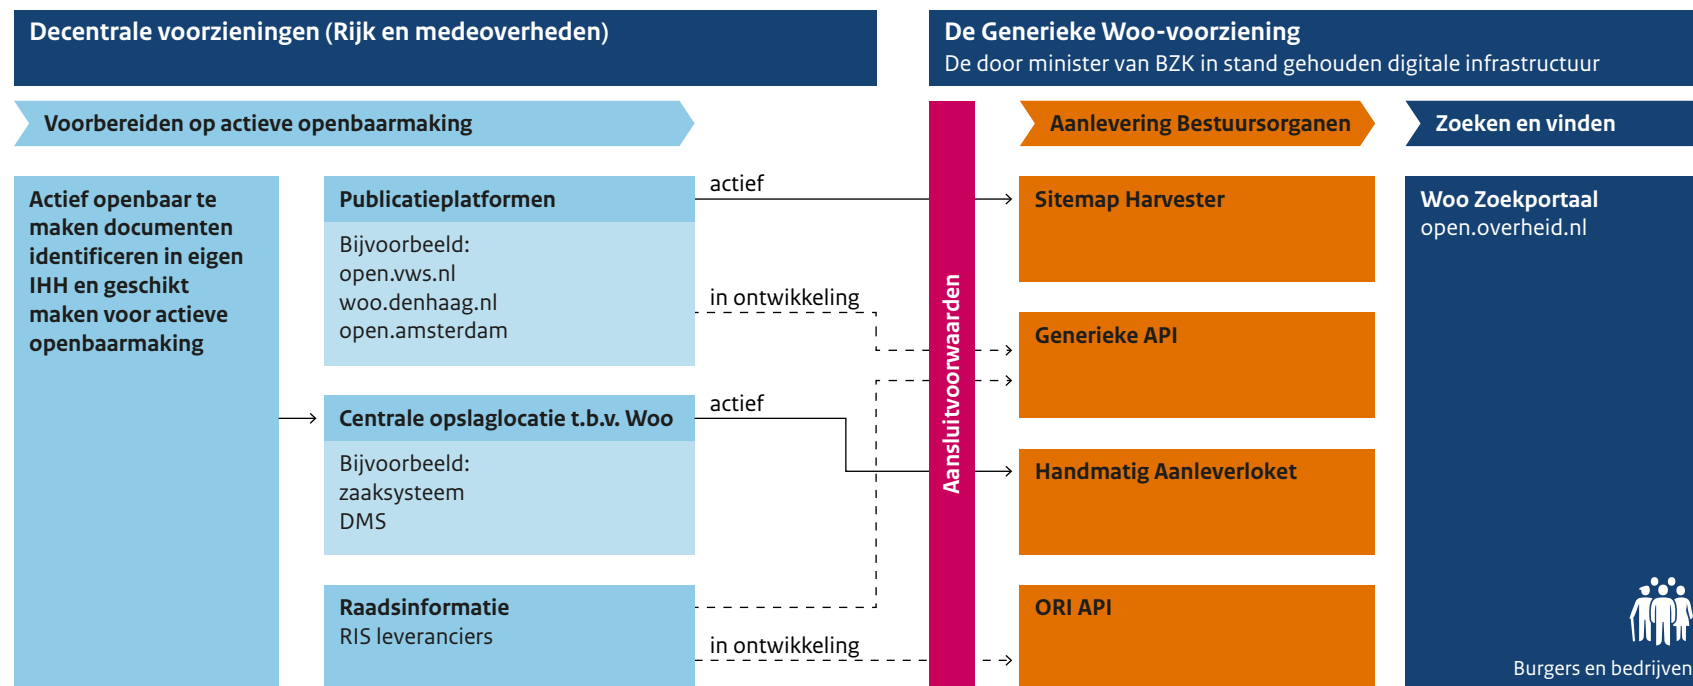 Decentrale voorzieningen (Rijk en medeoverheden)
De Generieke Woo-voorziening
De door minister van BZK in stand gehouden digitale infrastructuur
Voorbereiden op actieve openbaarmaking
Aanlevering Bestuursorganen
Zoeken en vinden
Actief openbaar te
maken documenten
identificeren in eigen
IHH en geschikt
maken voor actieve
openbaarmaking
Publicatieplatformen
Bijvoorbeeld:
open.vws.nl
woo.denhaag.nl
open.amsterdam
Centrale opslaglocatie t.b.v. Woo
Bijvoorbeeld:
zaaksysteem
DMS
Raadsinformatie
RIS leveranciers
actief
in ontwikkeling
actief
in ontwikkeling
Aansluitvoorwaarden
Sitemap Harvester
Generieke API
Handmatig Aanleverloket
ORI API
Woo Zoekportaal
open.overheid.nl
Burgers en bedrijven